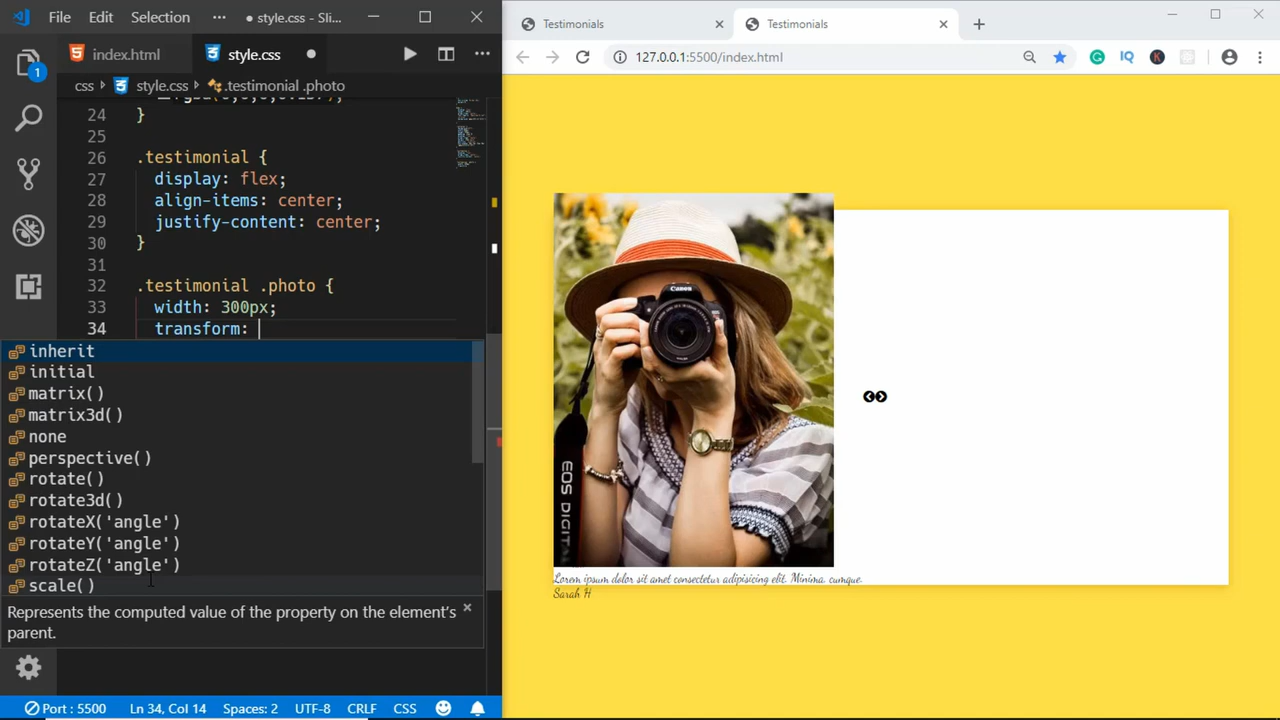 File Edit Selection ··· ● style.css - Sli...
index.html style.css ●
css > style.css > .testimonial .photo
24 }
25
26 .testimonial {
27 display: flex;
28 align-items: center;
29 justify-content: center;
30 }
31
32 .testimonial .photo {
33 width: 300px;
34 transform:
inherit
initial
matrix()
matrix3d()
none
perspective()
rotate()
rotate3d()
rotateX('angle')
rotateY('angle')
rotateZ('angle')
scale()
Represents the computed value of the property on the element's
parent.
1
Port : 5500 Ln 34, Col 14 Spaces: 2 UTF-8 CRLF CSS
Testimonials Testimonials
127.0.0.1:5500/index.html
IQ
K
Canon
EOS DIGITAL
Lorem ipsum dolor sit amet consectetur adipisicing elit. Minima, cumque.
Sarah H